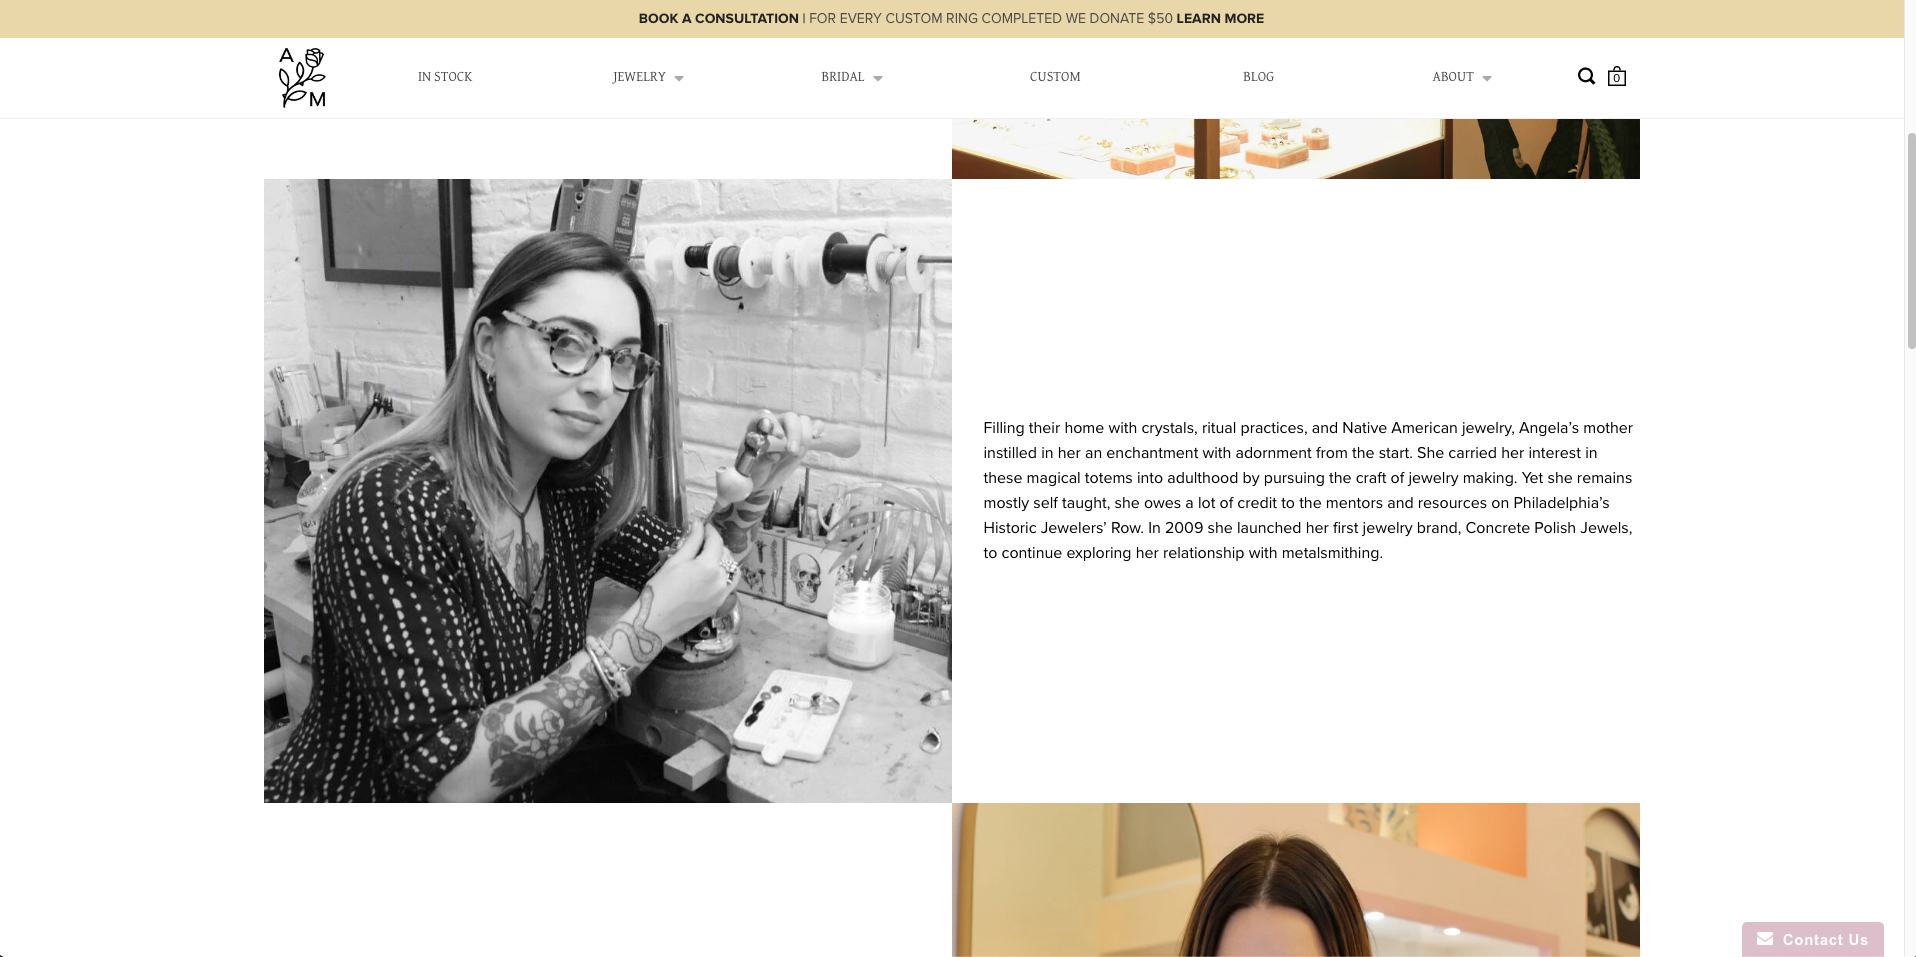 BOOK A CONSULTATION | FOR EVERY CUSTOM RING COMPLETED WE DONATE $50 LEARN MORE
A
M
IN STOCK
JEWELRY
BRIDAL
CUSTOM
BLOG
ABOUT
0
Filling their home with crystals, ritual practices, and Native American jewelry, Angela’s mother
instilled in her an enchantment with adornment from the start. She carried her interest in
these magical totems into adulthood by pursuing the craft of jewelry making. Yet she remains
mostly self taught, she owes a lot of credit to the mentors and resources on Philadelphia’s
Historic Jewelers’ Row. In 2009 she launched her first jewelry brand, Concrete Polish Jewels,
to continue exploring her relationship with metalsmithing.
Contact Us